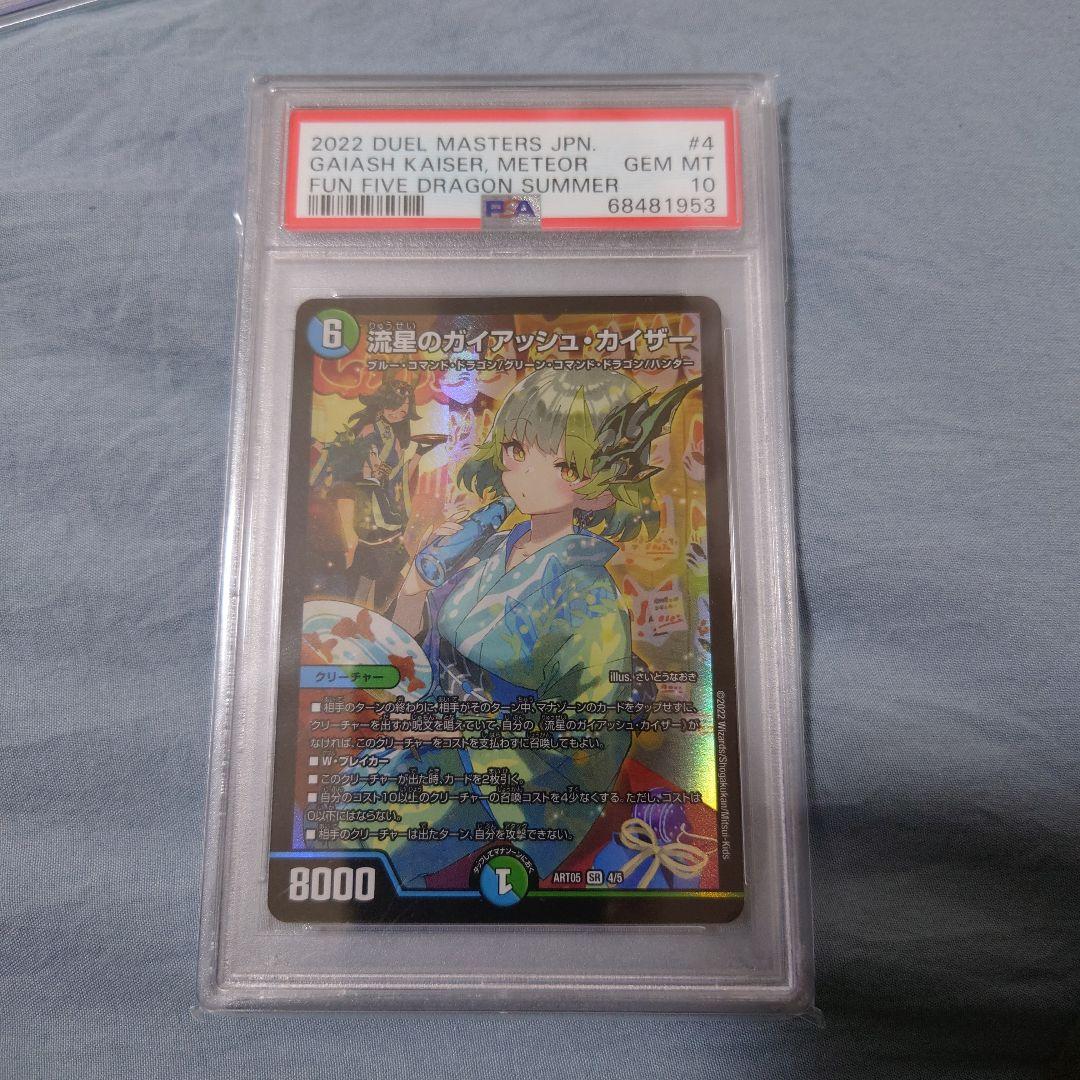 2022 DUEL MASTERS JPN. #4
GAIASH KAISER, METEOR GEM MT
FUN FIVE DRAGON SUMMER 10
PSA 68481953
6 流星のガイアッシュ・カイザー
りゅうせい
ブルー・コマンド・ドラゴン/グリーン・コマンド・ドラゴン/ハンター
クリーチャー
illus. さいとうなおき
■相手のターンの終わりに、相手がそのターン中、マナゾーンのカードをタップせずに、
クリーチャーを出すか呪文を唱えていて、自分の《流星のガイアッシュ・カイザー》が
なければ、このクリーチャーをコストを支払わずに召喚してもよい。
■W・ブレイカー
■このクリーチャーが出た時、カードを2枚引く。
■自分のコスト10以上のクリーチャーの召喚コストを4少なくする。ただし、コストは
0以下にはならない。
■相手のクリーチャーは出たターン、自分を攻撃できない。
©2022 Wizards/Shogakukan/Mitsui-Kids
タップしてマナゾーンにおく
8000 1 ART05 SR 4/5